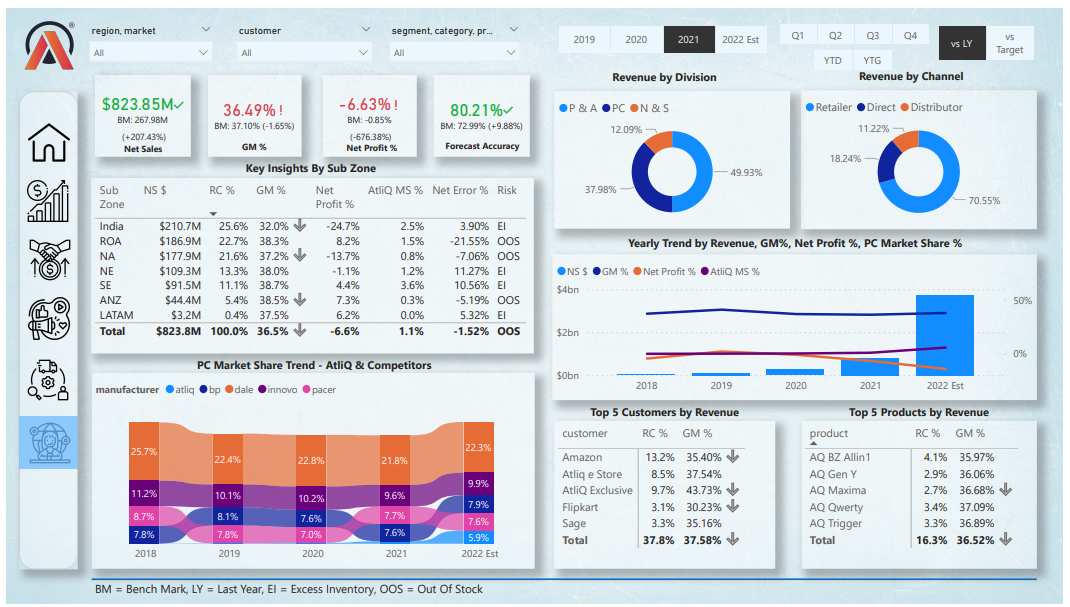 region, market
customer
segment, category, pr...
All
All
All
2019 2020 2021 2022 Est
Q1 Q2 Q3 Q4
YTD YTG
vs LY
vs
Target
$823.85M
BM: 267.98M
(+207.43%)
Net Sales
36.49% !
BM: 37.10% (-1.65%)
GM %
-6.63% !
BM: -0.85%
(-676.38%)
Net Profit %
80.21%
BM: 72.99% (+9.88%)
Forecast Accuracy
Revenue by Division
P & A PC N & S
12.09%
37.98%
49.93%
Revenue by Channel
Retailer Direct Distributor
11.22%
18.24%
70.55%
Key Insights By Sub Zone
Sub Zone NS $ RC % GM % Net Profit % AtliQ MS % Net Error % Risk
India $210.7M 25.6% 32.0% -24.7% 2.5% 3.90% EI
ROA $186.9M 22.7% 38.3% 8.2% 1.5% -21.55% OOS
NA $177.9M 21.6% 37.2% -13.7% 0.8% -7.06% OOS
NE $109.3M 13.3% 38.0% -1.1% 1.2% 11.27% EI
SE $91.5M 11.1% 38.7% 4.4% 3.6% 10.56% EI
ANZ $44.4M 5.4% 38.5% 7.3% 0.3% -5.19% OOS
LATAM $3.2M 0.4% 37.5% 6.2% 0.0% 5.32% EI
Total $823.8M 100.0% 36.5% -6.6% 1.1% -1.52% OOS
Yearly Trend by Revenue, GM%, Net Profit %, PC Market Share %
NS $ GM % Net Profit % AtliQ MS %
$4bn
$2bn
$0bn
50%
0%
2018 2019 2020 2021 2022 Est
PC Market Share Trend - AtliQ & Competitors
manufacturer atliq bp dale innovo pacer
25.7% 22.4% 22.8% 21.8% 22.3%
11.2% 10.1% 10.2% 9.6% 9.9%
8.7% 8.1% 7.6% 7.7% 7.9%
7.8% 7.8% 7.0% 7.6% 7.6%
5.9%
2018 2019 2020 2021 2022 Est
Top 5 Customers by Revenue
customer RC % GM %
Amazon 13.2% 35.40%
Atliq e Store 8.5% 37.54%
AtliQ Exclusive 9.7% 43.73%
Flipkart 3.1% 30.23%
Sage 3.3% 35.16%
Total 37.8% 37.58%
Top 5 Products by Revenue
product RC % GM %
AQ BZ Allin1 4.1% 35.97%
AQ Gen Y 2.9% 36.06%
AQ Maxima 2.7% 36.68%
AQ Qwerty 3.4% 37.09%
AQ Trigger 3.3% 36.89%
Total 16.3% 36.52%
BM = Bench Mark, LY = Last Year, EI = Excess Inventory, OOS = Out Of Stock